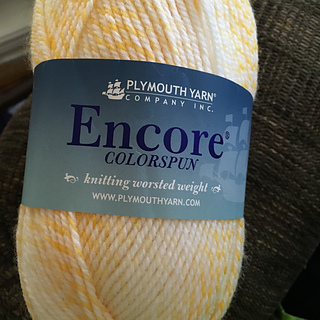 PLYMOUTH YARN®
COMPANY INC.
Encore®
COLORSPUN
knitting worsted weight
WWW.PLYMOUTHYARN.COM